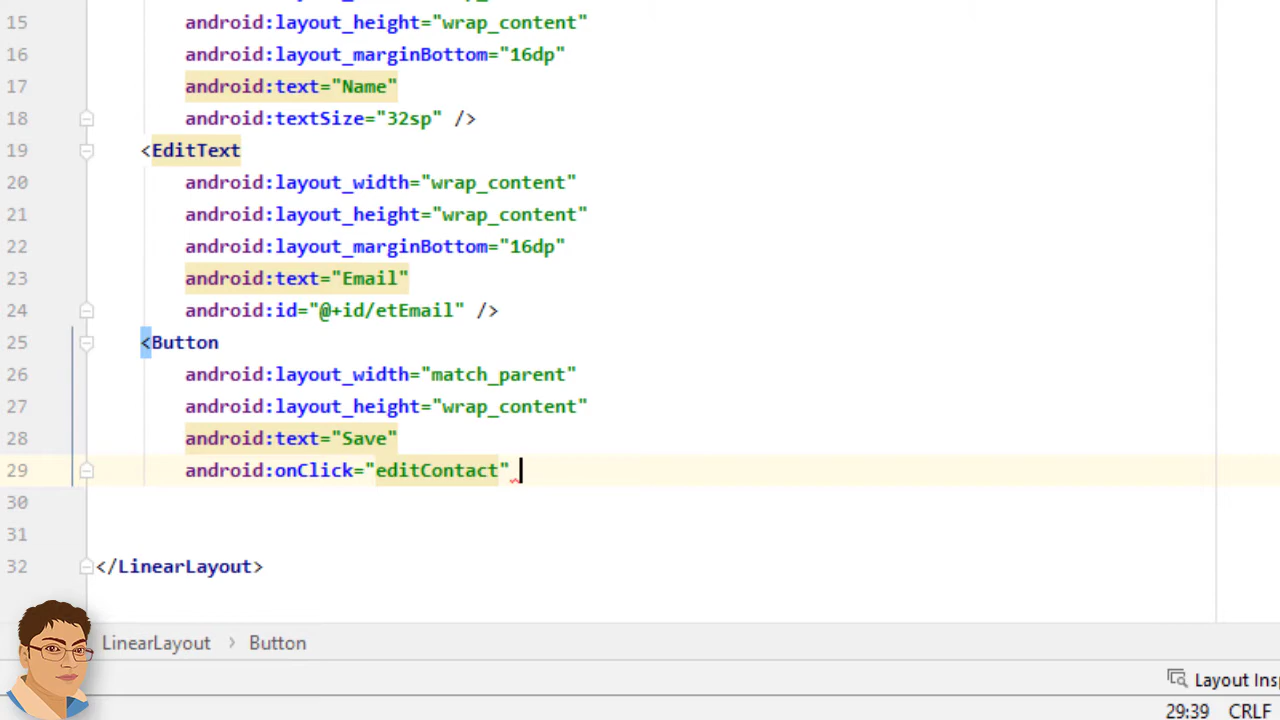 15 android:layout_height="wrap_content"
16 android:layout_marginBottom="16dp"
17 android:text="Name"
18 android:textSize="32sp" />
19 <EditText
20 android:layout_width="wrap_content"
21 android:layout_height="wrap_content"
22 android:layout_marginBottom="16dp"
23 android:text="Email"
24 android:id="@+id/etEmail" />
25 <Button
26 android:layout_width="match_parent"
27 android:layout_height="wrap_content"
28 android:text="Save"
29 android:onClick="editContact"
30
31
32 </LinearLayout>
LinearLayout › Button
Layout Insp
29:39 CRLF